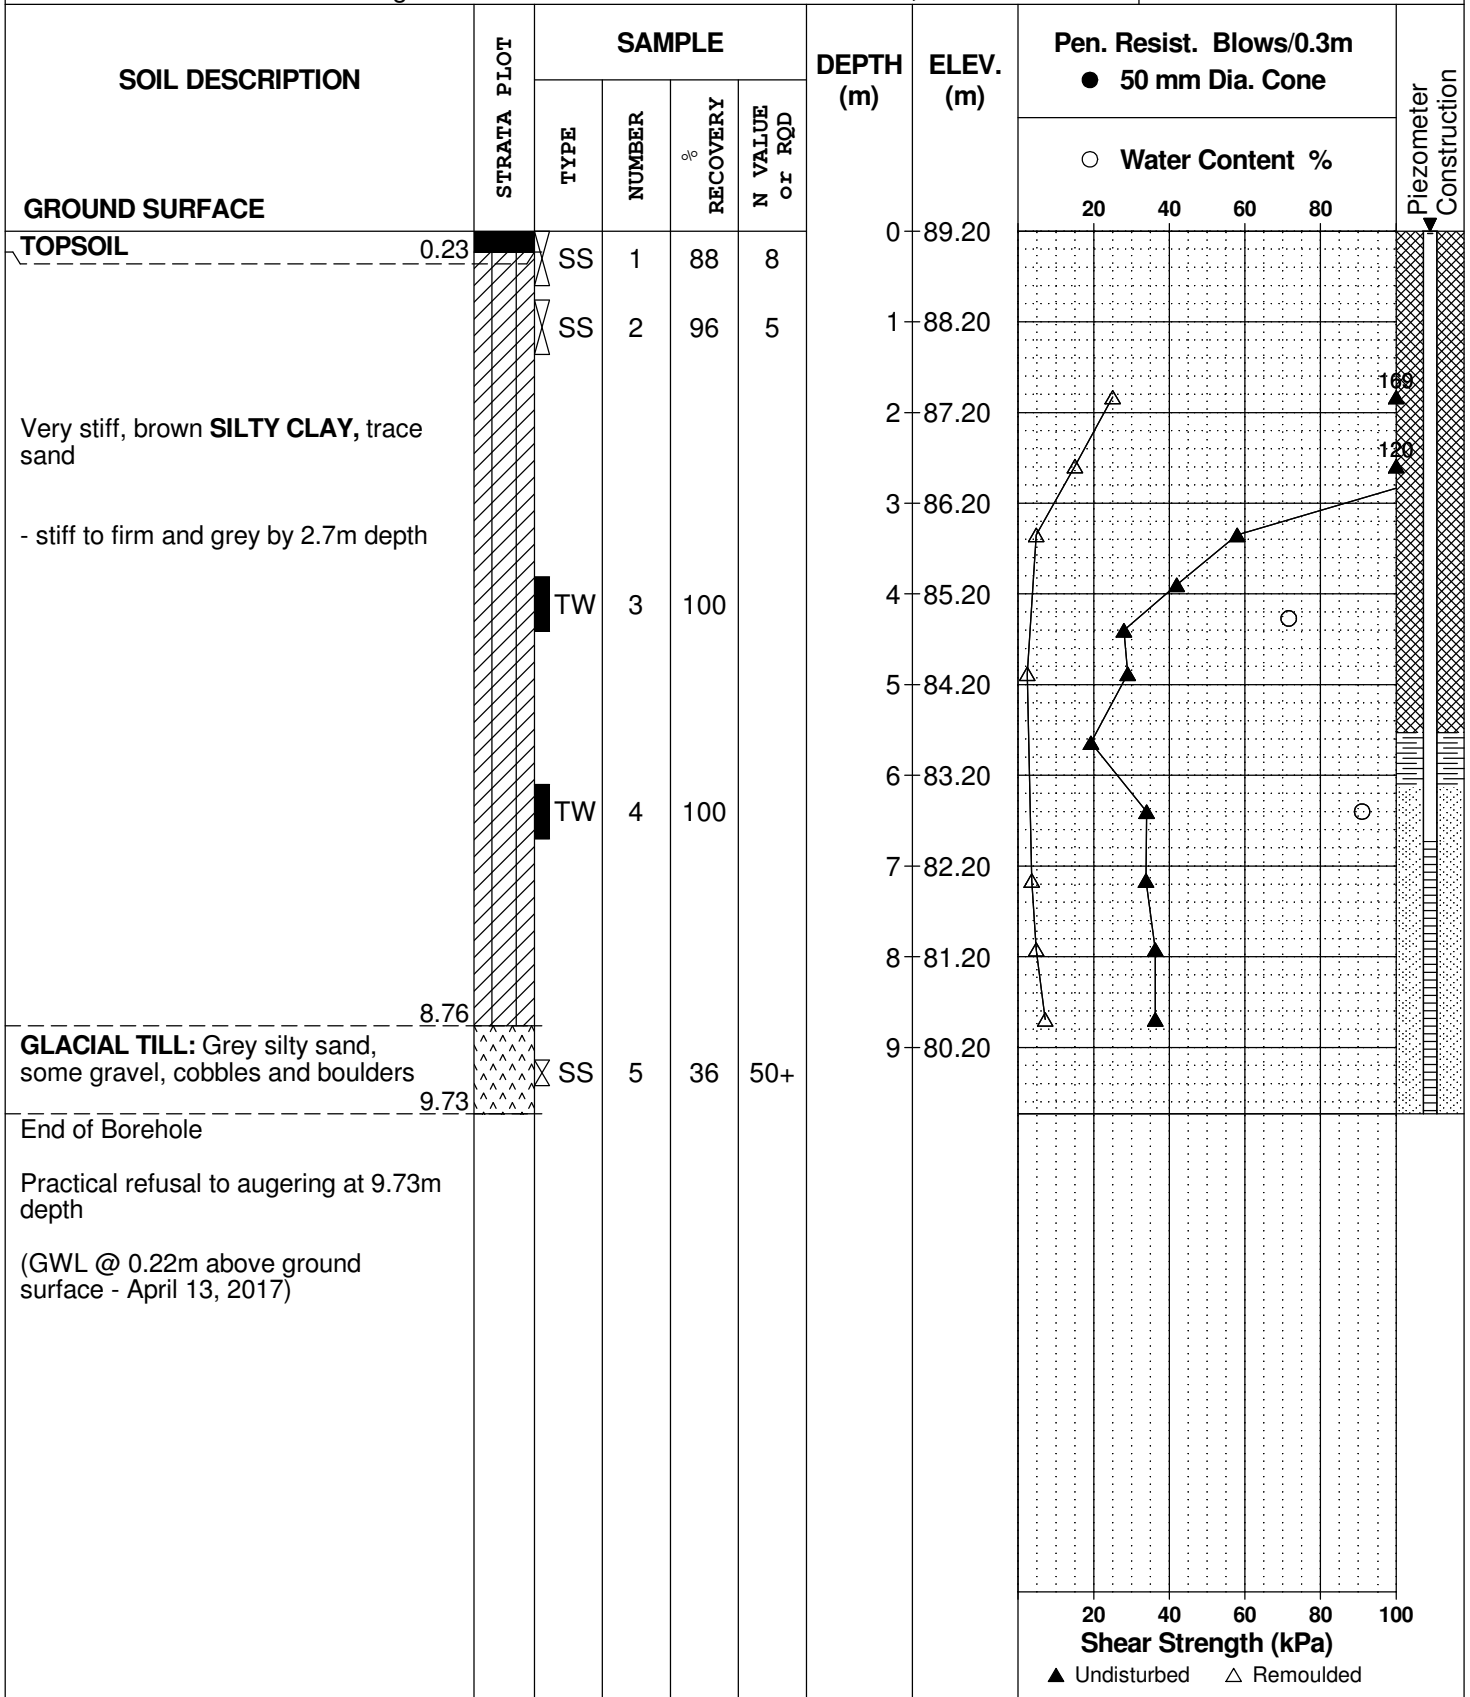 SOIL DESCRIPTION
GROUND SURFACE
STRATA PLOT
SAMPLE
TYPE
NUMBER
% RECOVERY
N VALUE or RQD
DEPTH (m)
ELEV. (m)
Pen. Resist. Blows/0.3m
● 50 mm Dia. Cone
○ Water Content %
20 40 60 80
Piezometer Construction
TOPSOIL 0.23
SS 1 88 8
0 89.20
SS 2 96 5
1 88.20
169
2 87.20
Very stiff, brown SILTY CLAY, trace
sand
120
3 86.20
- stiff to firm and grey by 2.7m depth
TW 3 100
4 85.20
5 84.20
6 83.20
TW 4 100
7 82.20
8 81.20
8.76
GLACIAL TILL: Grey silty sand,
some gravel, cobbles and boulders
9.73
SS 5 36 50+
9 80.20
End of Borehole
Practical refusal to augering at 9.73m
depth
(GWL @ 0.22m above ground
surface - April 13, 2017)
20 40 60 80 100
Shear Strength (kPa)
▲ Undisturbed △ Remoulded